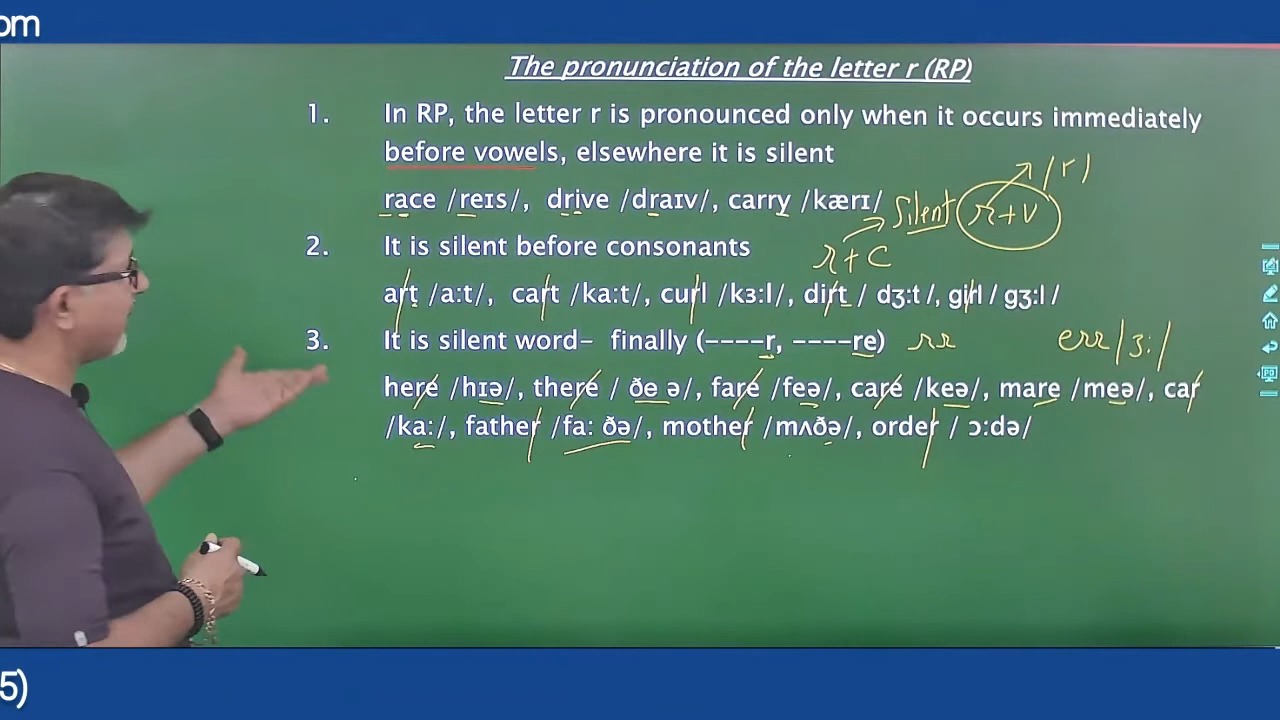 om
The pronunciation of the letter r (RP)
1. In RP, the letter r is pronounced only when it occurs immediately
before vowels, elsewhere it is silent
/r/
race /reɪs/, drive /draɪv/, carry /kærɪ/ silent r+v
2. It is silent before consonants r+c
art /a:t/, cart /ka:t/, curl /kɜ:l/, dirt / dʒ:t /, girl / gʒ:l /
3. It is silent word- finally (----r, ----re) rr err/ɜ:/
here /hɪə/, there / ðe ə/, fare /feə/, care /keə/, mare /meə/, car
/ka:/, father /fa: ðə/, mother /mʌðə/, order / ɔ:də/
5)